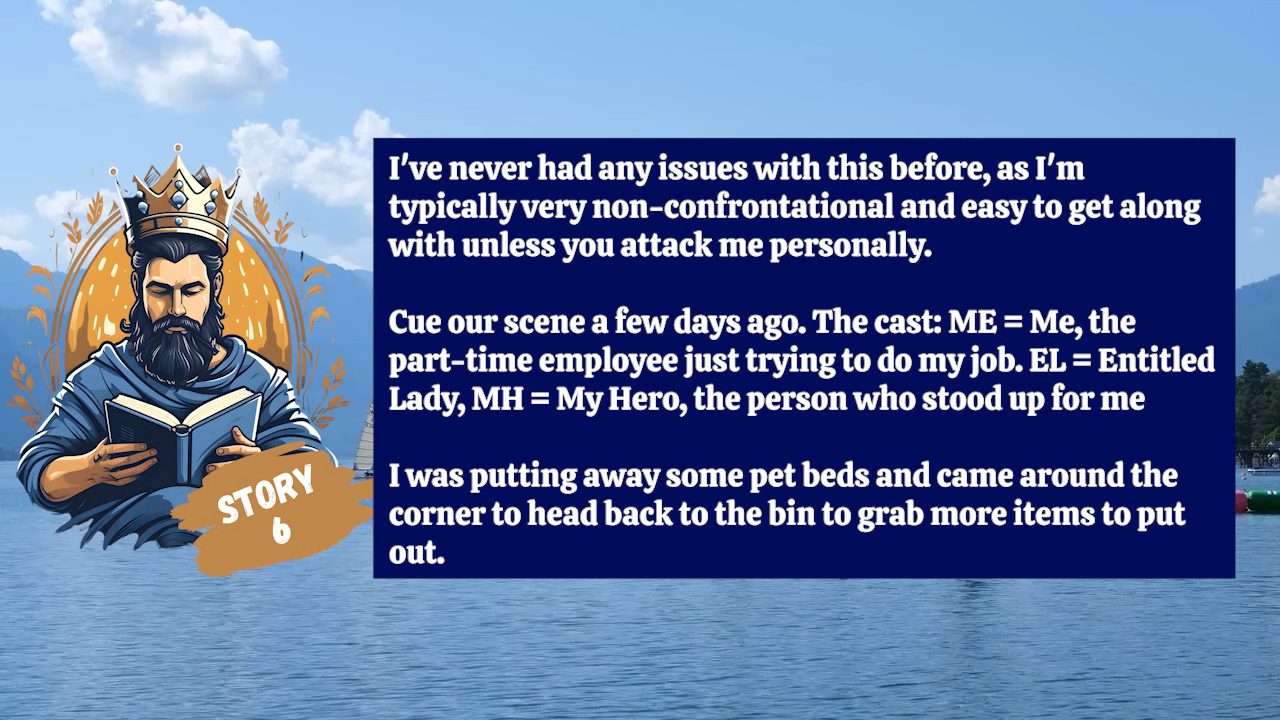 I've never had any issues with this before, as I'm
typically very non-confrontational and easy to get along
with unless you attack me personally.
Cue our scene a few days ago. The cast: ME = Me, the
part-time employee just trying to do my job. EL = Entitled
Lady, MH = My Hero, the person who stood up for me
I was putting away some pet beds and came around the
corner to head back to the bin to grab more items to put
out.
STORY
6